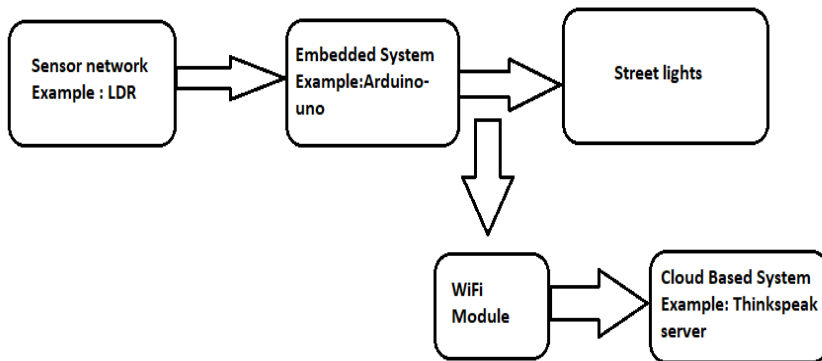 Sensor network
Example : LDR
Embedded System
Example:Arduino-
uno
Street lights
WiFi
Module
Cloud Based System
Example: Thinkspeak
server